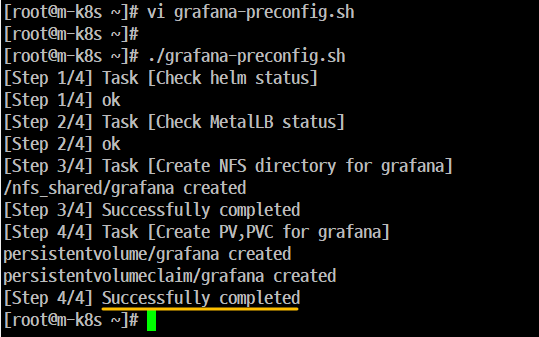 [root@m-k8s ~]# vi grafana-preconfig.sh
[root@m-k8s ~]#
[root@m-k8s ~]# ./grafana-preconfig.sh
[Step 1/4] Task [Check helm status]
[Step 1/4] ok
[Step 2/4] Task [Check MetalLB status]
[Step 2/4] ok
[Step 3/4] Task [Create NFS directory for grafana]
/nfs_shared/grafana created
[Step 3/4] Successfully completed
[Step 4/4] Task [Create PV,PVC for grafana]
persistentvolume/grafana created
persistentvolumeclaim/grafana created
[Step 4/4] Successfully completed
[root@m-k8s ~]#